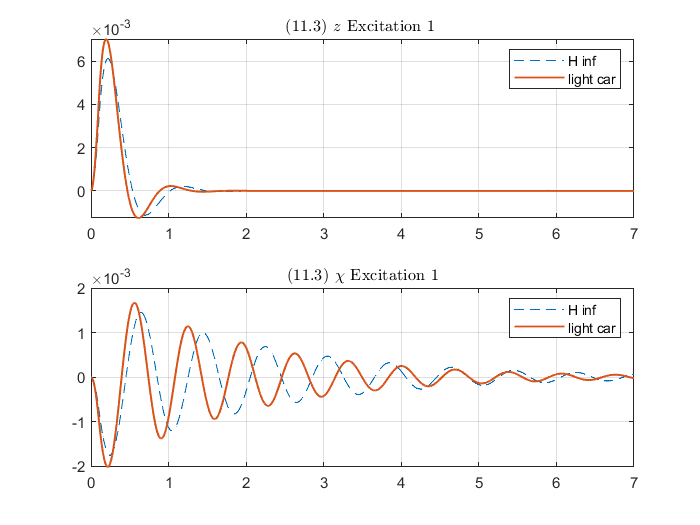 (11.3) z Excitation 1
×10-3
6
4
2
0
H inf
light car
0 1 2 3 4 5 6 7
(11.3) χ Excitation 1
×10-3
2
1
0
-1
-2
H inf
light car
0 1 2 3 4 5 6 7